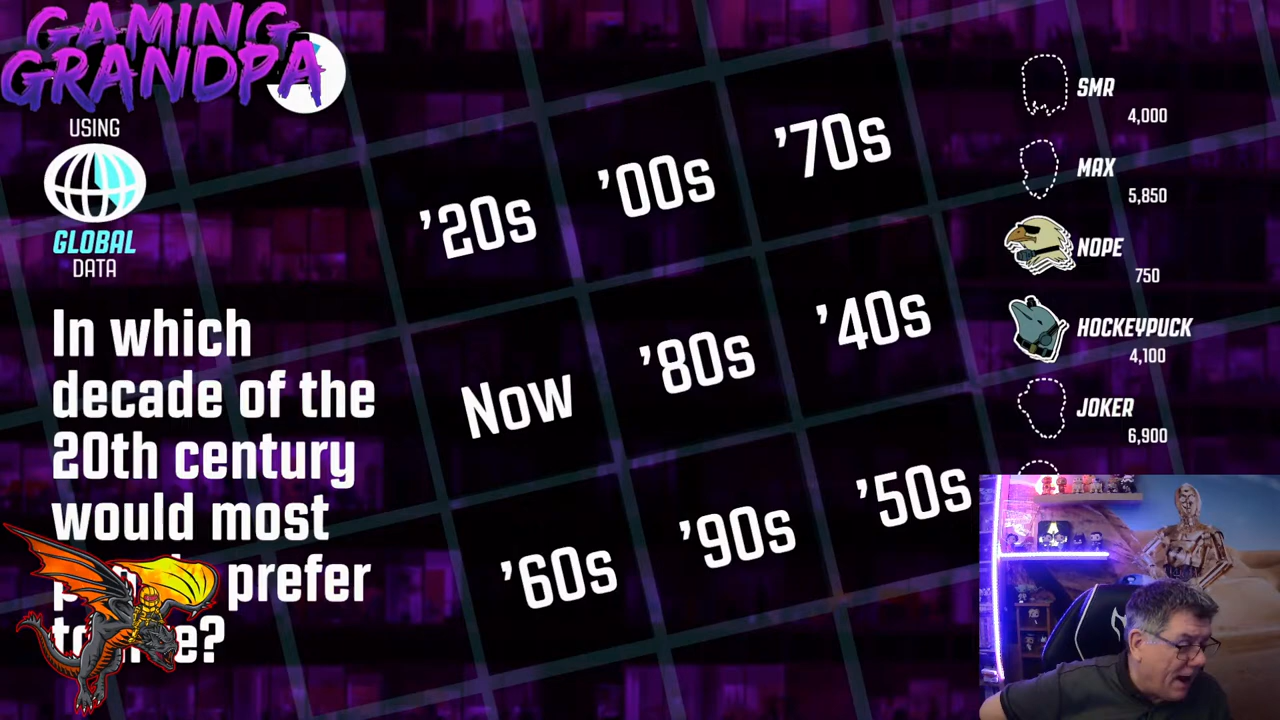 GAMING
GRANDPA
USING
GLOBAL
DATA
In which
decade of the
20th century
would most
prefer
'20s
'00s
'70s
Now
'80s
'40s
'60s
'90s
'50s
SMR
4,000
MAX
5,850
NOPE
750
HOCKEYPUCK
4,100
JOKER
6,900